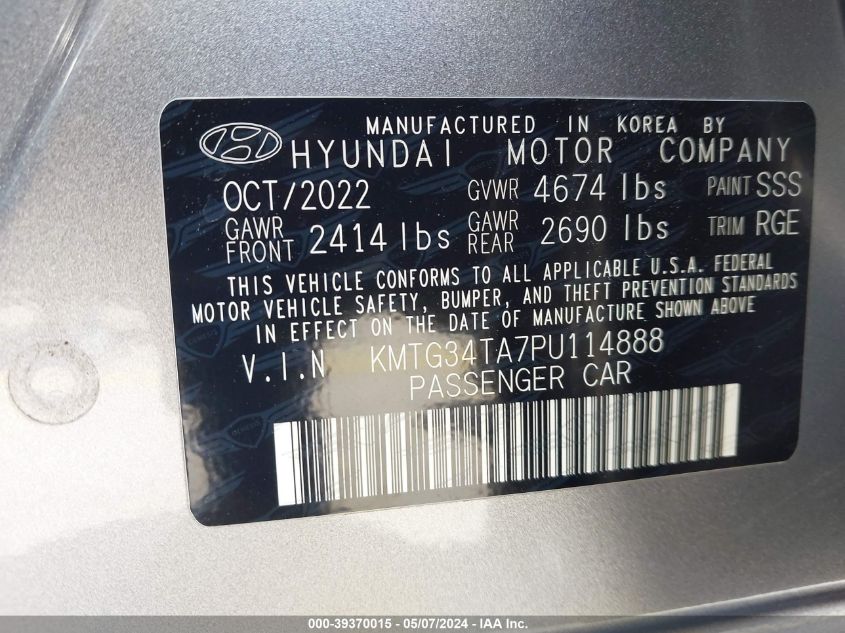 MANUFACTURED IN KOREA BY
HYUNDAI MOTOR COMPANY
OCT/2022 GVWR 4674 lbs PAINT SSS
GAWR FRONT 2414 lbs GAWR REAR 2690 lbs TRIM RGE
THIS VEHICLE CONFORMS TO ALL APPLICABLE U.S.A. FEDERAL
MOTOR VEHICLE SAFETY, BUMPER, AND THEFT PREVENTION STANDARDS
IN EFFECT ON THE DATE OF MANUFACTURE SHOWN ABOVE
V.I.N KMTG34TA7PU114888
PASSENGER CAR
000-39370015 - 05/07/2024 - IAA Inc.